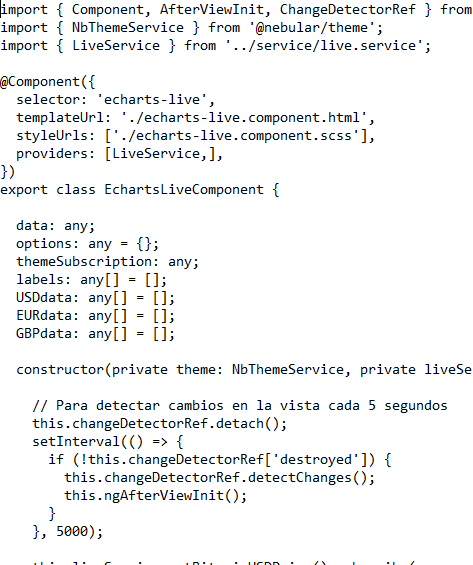 import { Component, AfterViewInit, ChangeDetectorRef } from
import { NbThemeService } from '@nebular/theme';
import { LiveService } from '../service/live.service';
@Component({
selector: 'echarts-live',
templateUrl: './echarts-live.component.html',
styleUrls: ['./echarts-live.component.scss'],
providers: [LiveService,],
})
export class EchartsLiveComponent {
data: any;
options: any = {};
themeSubscription: any;
labels: any[] = [];
USDdata: any[] = [];
EURdata: any[] = [];
GBPdata: any[] = [];
constructor(private theme: NbThemeService, private liveSe
// Para detectar cambios en la vista cada 5 segundos
this.changeDetectorRef.detach();
setInterval(() => {
if (!this.changeDetectorRef['destroyed']) {
this.changeDetectorRef.detectChanges();
this.ngAfterViewInit();
}
}, 5000);